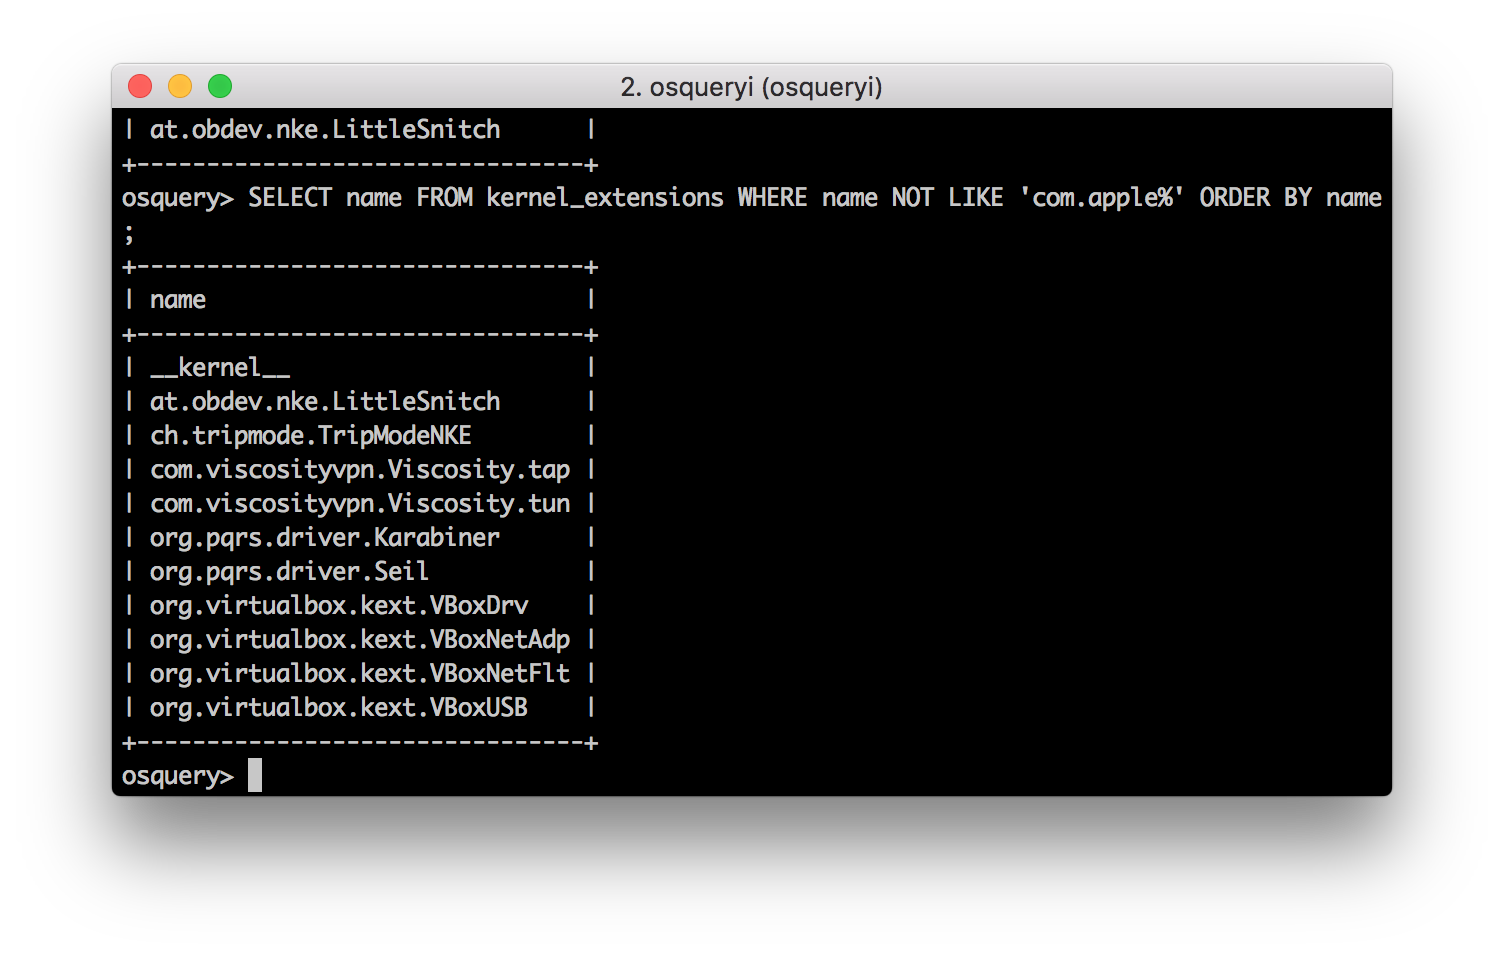 2. osqueryi (osqueryi)
| at.obdev.nke.LittleSnitch      |
+--------------------------------+
osquery> SELECT name FROM kernel_extensions WHERE name NOT LIKE 'com.apple%' ORDER BY name
;
+--------------------------------+
| name                           |
+--------------------------------+
| __kernel__                     |
| at.obdev.nke.LittleSnitch      |
| ch.tripmode.TripModeNKE        |
| com.viscosityvpn.Viscosity.tap |
| com.viscosityvpn.Viscosity.tun |
| org.pqrs.driver.Karabiner      |
| org.pqrs.driver.Seil           |
| org.virtualbox.kext.VBoxDrv    |
| org.virtualbox.kext.VBoxNetAdp |
| org.virtualbox.kext.VBoxNetFlt |
| org.virtualbox.kext.VBoxUSB    |
+--------------------------------+
osquery>